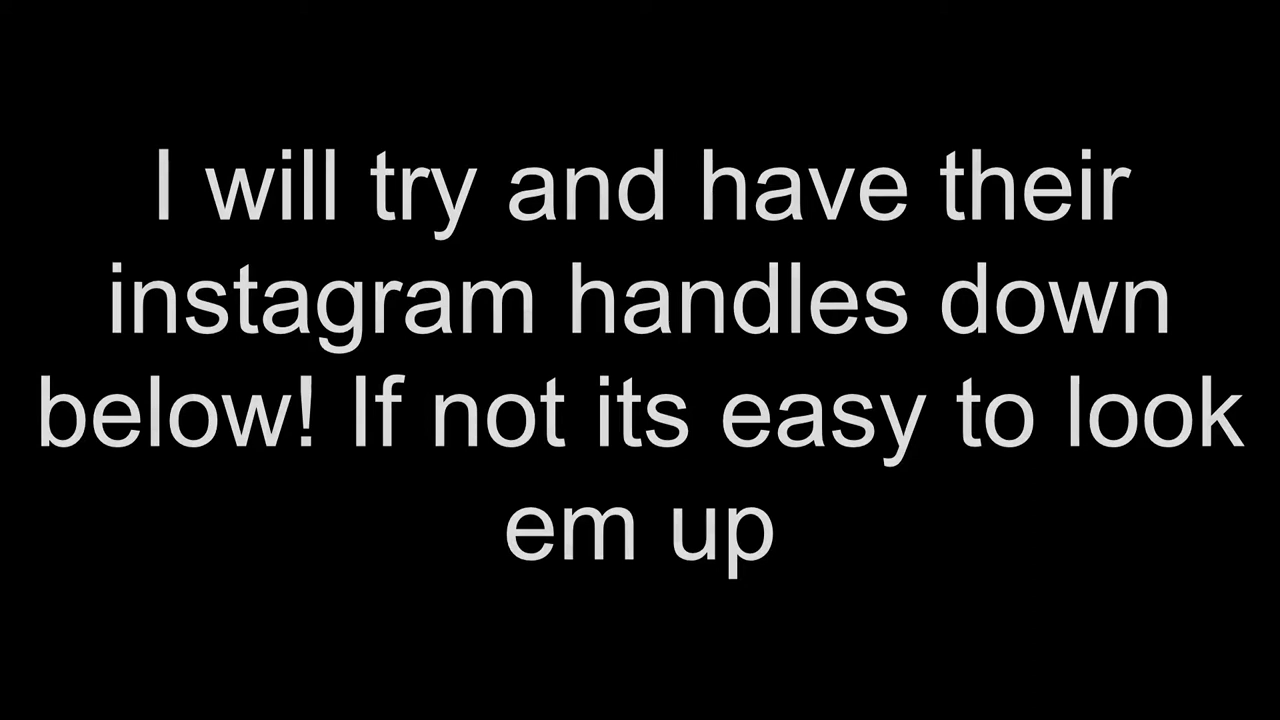 I will try and have their
instagram handles down
below! If not its easy to look
em up